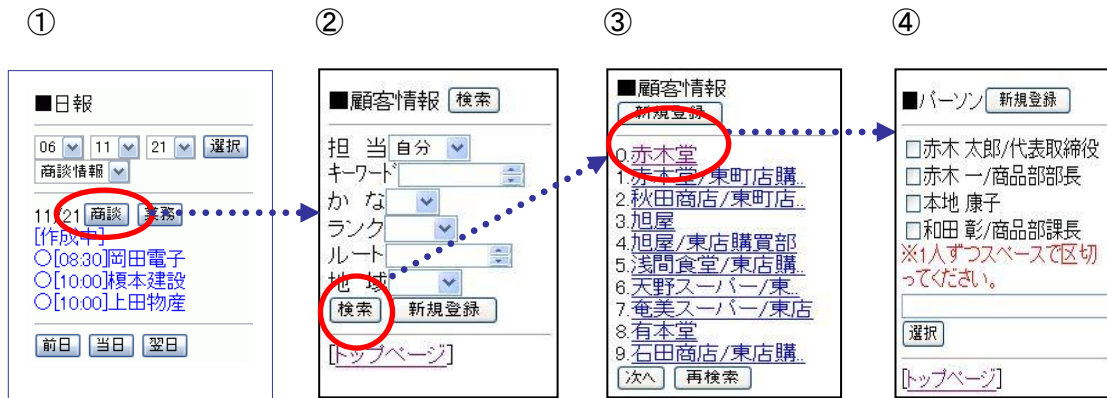 ①
②
③
④
■日報
06 11 21 選択
商談情報
11/21 商談 業務
[作成中]
○[08:30]岡田電子
○[10:00]榎本建設
○[10:00]上田物産
前日 当日 翌日
■顧客情報 検索
担 当 自分
キーワード
か な
ランク
ルート
地 域
検索 新規登録
[トップページ]
■顧客情報
新規登録
0.赤木堂
1.赤木堂/東町店購..
2.秋田商店/東町店..
3.旭屋
4.旭屋/東店購買部
5.浅間食堂/東店購..
6.天野スーパー/東..
7.奄美スーパー/東店
8.有本堂
9.石田商店/東店購..
次へ 再検索
■パーソン 新規登録
□赤木 太郎/代表取締役
□赤木 一/商品部部長
□本地 康子
□和田 彰/商品部課長
※1人ずつスペースで区切
ってください。
選択
[トップページ]